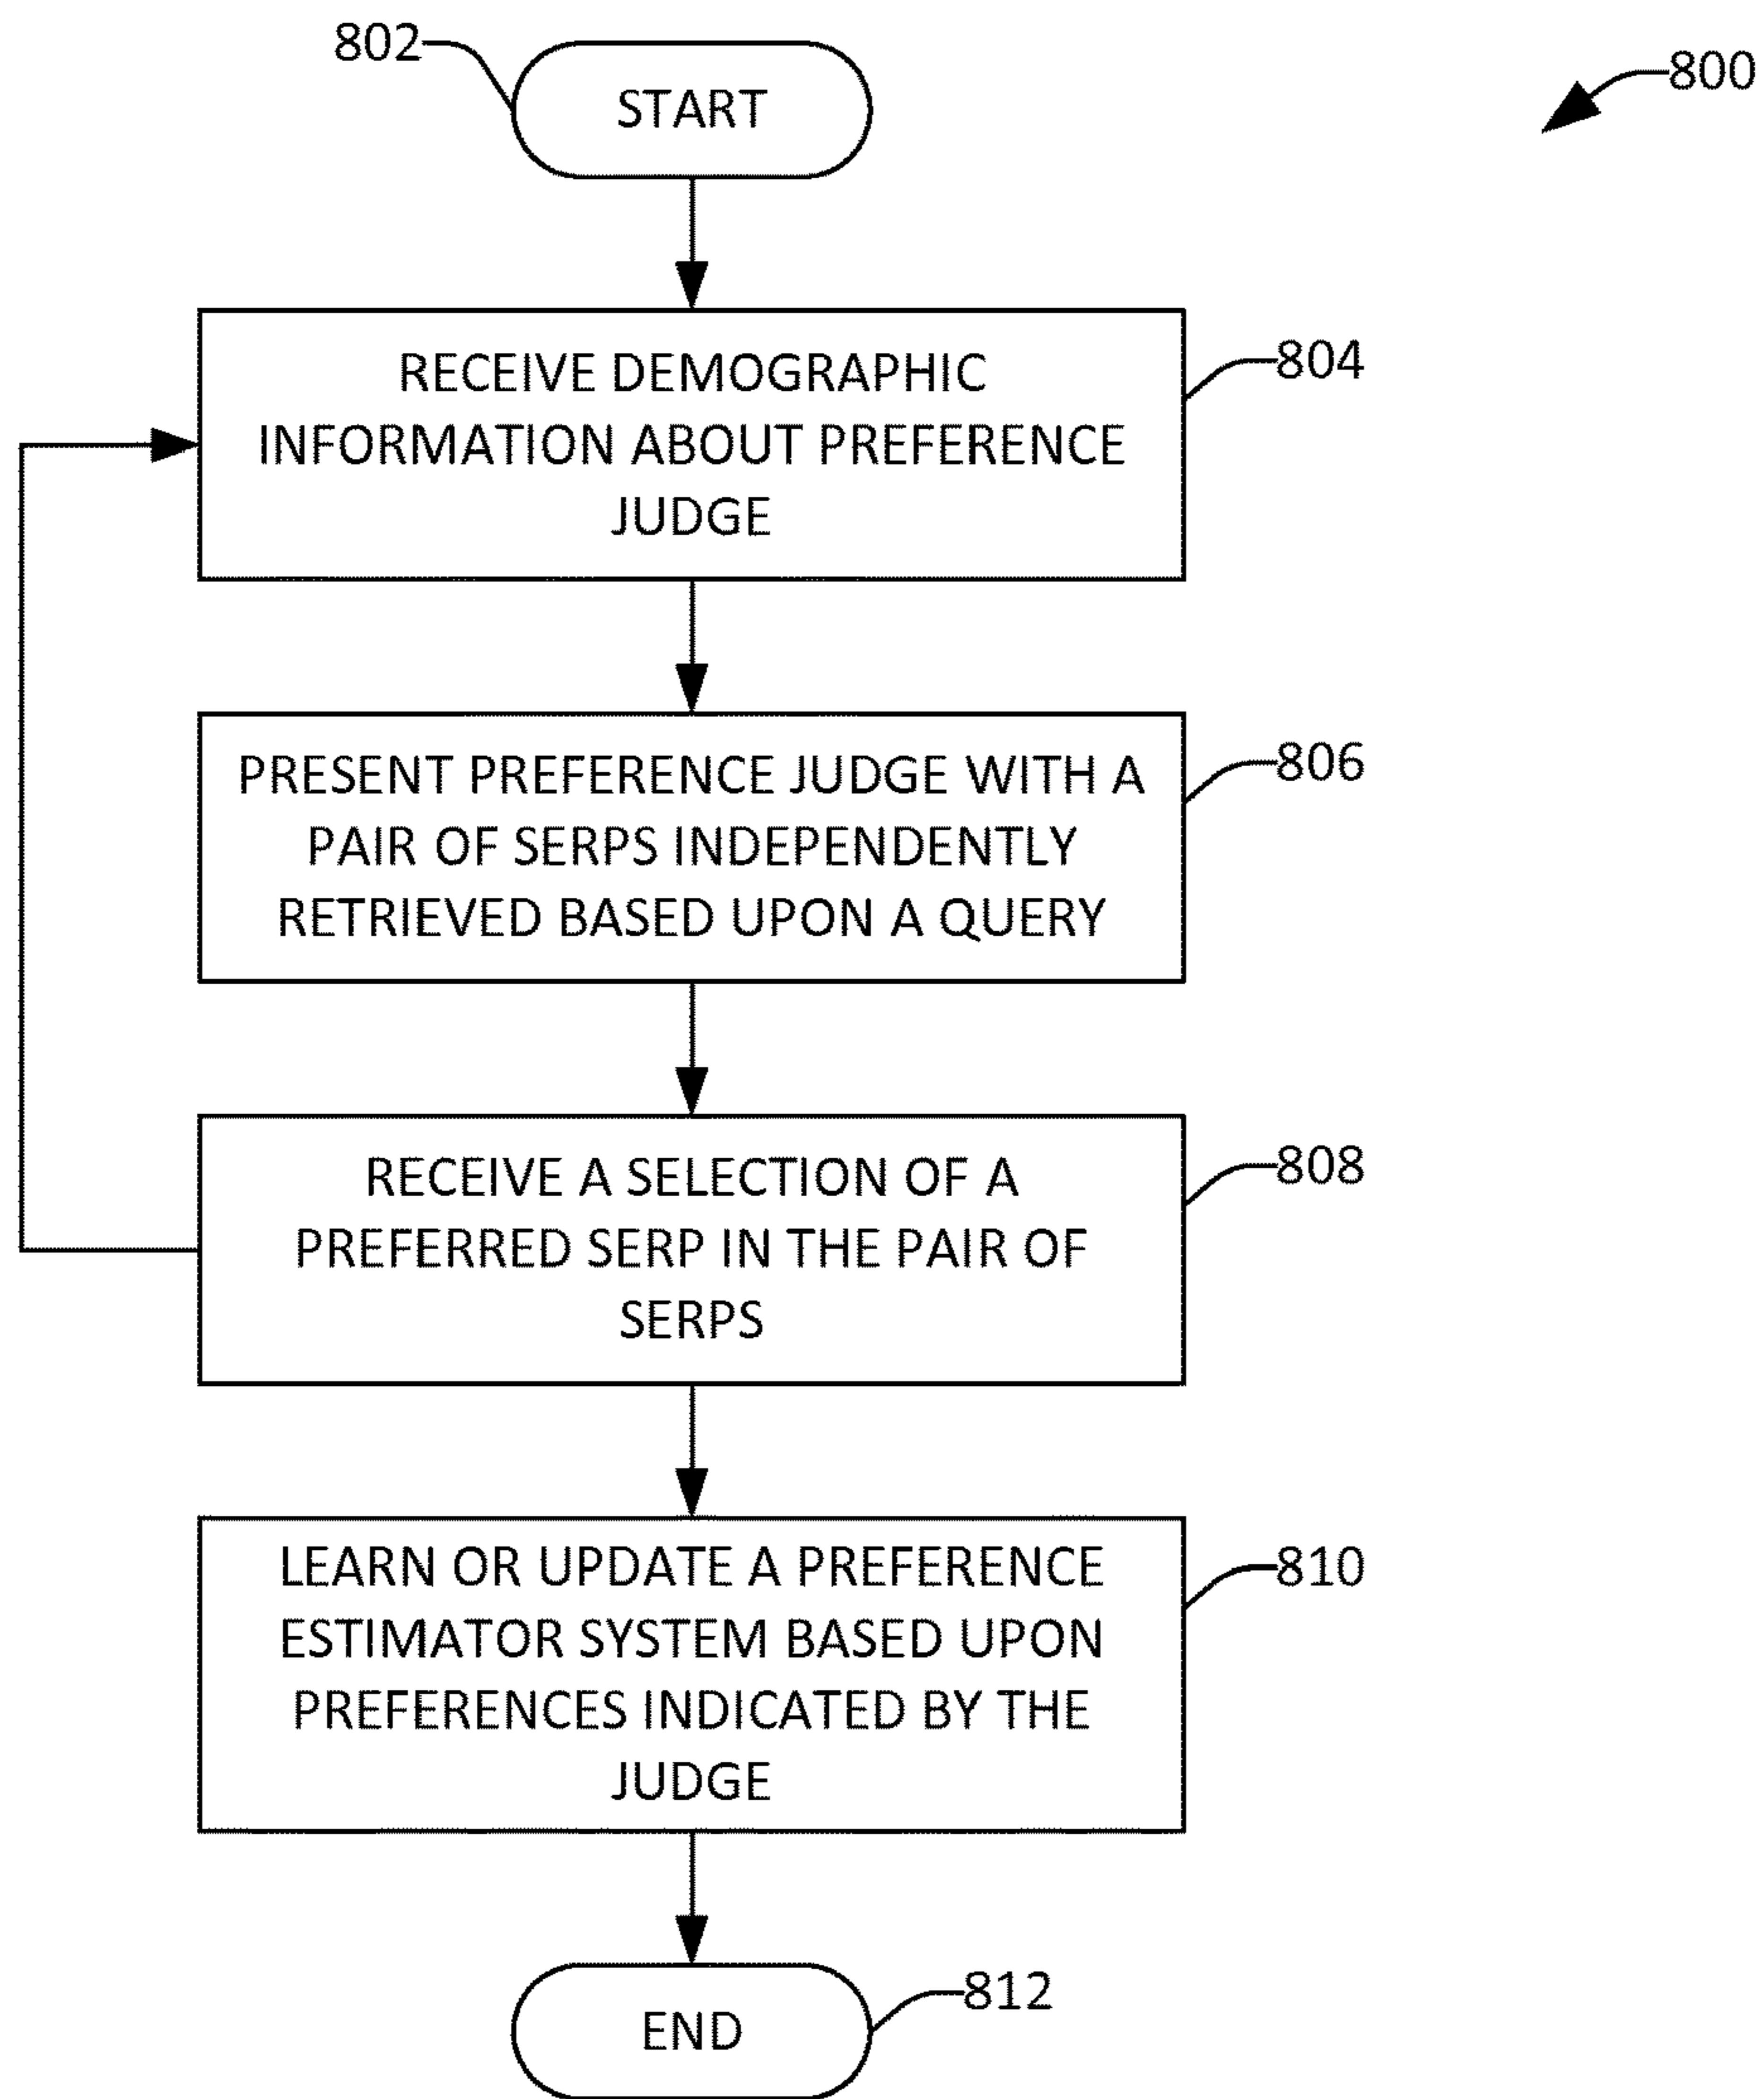 802
START
800
RECEIVE DEMOGRAPHIC
INFORMATION ABOUT PREFERENCE
JUDGE
804
PRESENT PREFERENCE JUDGE WITH A
PAIR OF SERPS INDEPENDENTLY
RETRIEVED BASED UPON A QUERY
806
RECEIVE A SELECTION OF A
PREFERRED SERP IN THE PAIR OF
SERPS
808
LEARN OR UPDATE A PREFERENCE
ESTIMATOR SYSTEM BASED UPON
PREFERENCES INDICATED BY THE
JUDGE
810
END
812